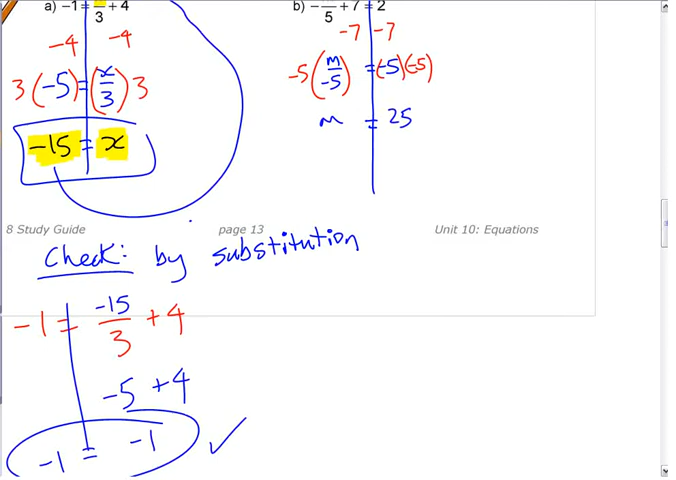 a) -1 = /3 + 4
-4 -4
3(-5) = (x/3)3
-15 = x
b) - /5 + 7 = 2
-7 -7
-5(m/-5) = (-5)(-5)
m = 25
8 Study Guide page 13 Unit 10: Equations
Check: by substitution
-1 = -15/3 + 4
-5 + 4
-1 = -1 ✓